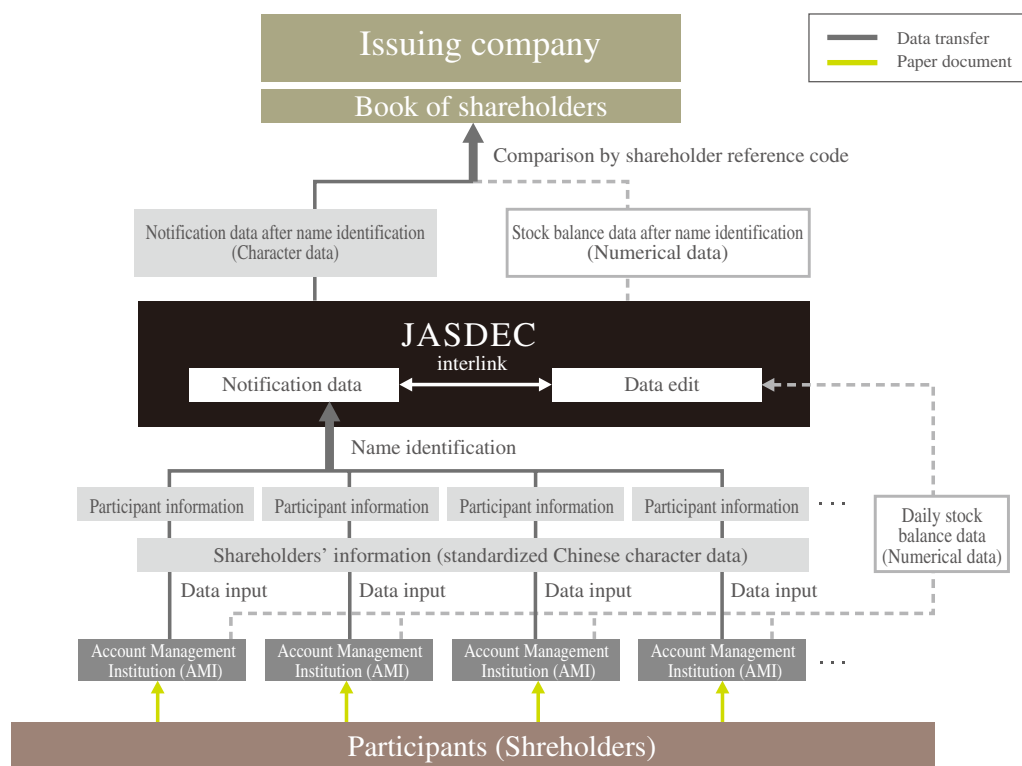 Issuing company
Book of shareholders
Data transfer
Paper document
Comparison by shareholder reference code
Notification data after name identification
(Character data)
Stock balance data after name identification
(Numerical data)
JASDEC
interlink
Notification data
Data edit
Name identification
Participant information
Participant information
Participant information
Participant information
...
Daily stock
balance data
(Numerical data)
Shareholders’ information (standardized Chinese character data)
Data input
Data input
Data input
Data input
Account Management
Institution (AMI)
Account Management
Institution (AMI)
Account Management
Institution (AMI)
Account Management
Institution (AMI)
...
Participants (Shreholders)